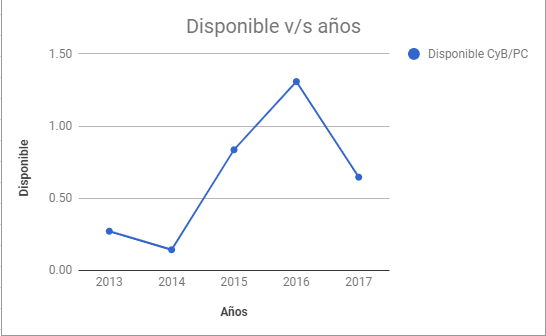 Disponible v/s años
1.50
Disponible CyB/PC
1.00
Disponible
0.50
0.00
2013 2014 2015 2016 2017
Años